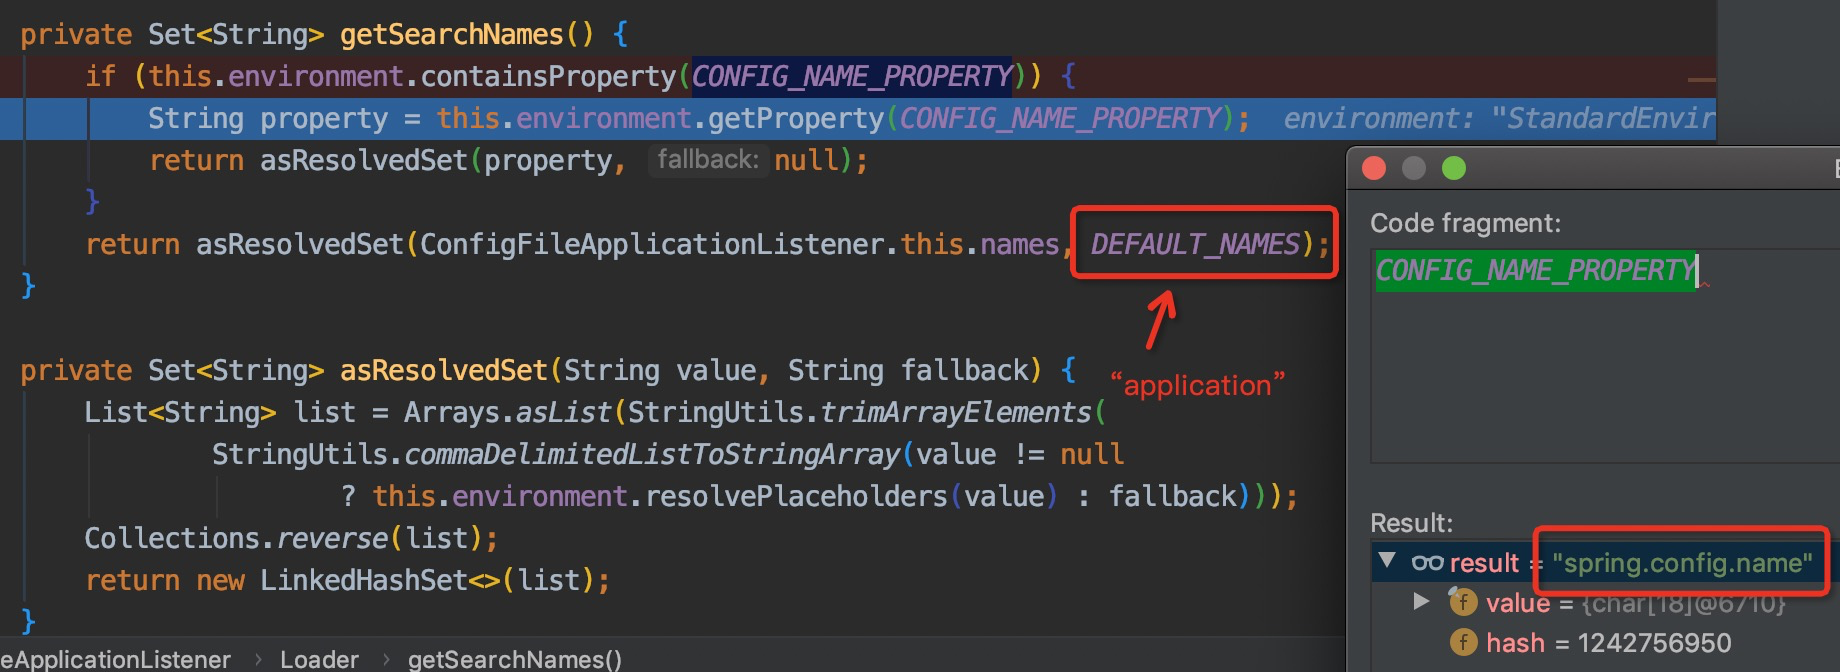 private Set<String> getSearchNames() {
if (this.environment.containsProperty(CONFIG_NAME_PROPERTY)) {
String property = this.environment.getProperty(CONFIG_NAME_PROPERTY); environment: "StandardEnvir
return asResolvedSet(property, fallback: null);
}
return asResolvedSet(ConfigFileApplicationListener.this.names, DEFAULT_NAMES);
}
“application”
private Set<String> asResolvedSet(String value, String fallback) {
List<String> list = Arrays.asList(StringUtils.trimArrayElements(
StringUtils.commaDelimitedListToStringArray(value != null
? this.environment.resolvePlaceholders(value) : fallback)));
Collections.reverse(list);
return new LinkedHashSet<>(list);
}
eApplicationListener › Loader › getSearchNames()
Code fragment:
CONFIG_NAME_PROPERTY
Result:
result = "spring.config.name"
f value = {char[18]@6710}
f hash = 1242756950